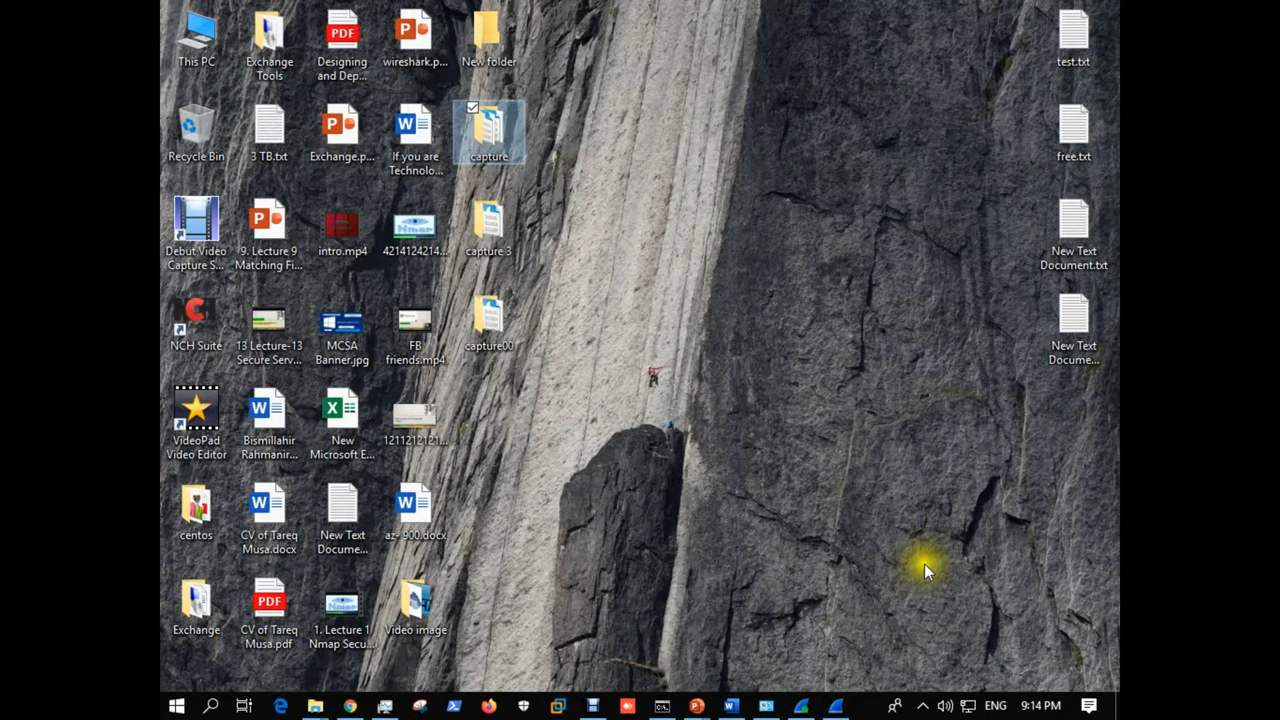 This PC
Exchange
Tools
PDF
Designing
and Dep...
P
wireshark.p...
New folder
test.txt
Recycle Bin
3 TB.txt
P
Exchange.p...
W
If you are
Technolo...
capture
free.txt
Debut Video
Capture S...
P
9. Lecture 9
Matching Fi...
intro.mp4
Nmap
4214124214...
capture 3
New Text
Document.txt
NCH Suite
13 Lecture-13
Secure Serv...
MCSA
Banner.jpg
FB
friends.mp4
capture00
New Text
Docume...
VideoPad
Video Editor
W
Bismillahir
Rahmanir...
X
New
Microsoft E...
1211212121...
centos
W
CV of Tareq
Musa.docx
New Text
Docume...
W
az- 900.docx
Exchange
PDF
CV of Tareq
Musa.pdf
Nmap
1. Lecture 1
Nmap Secu...
Video image
ENG
9:14 PM